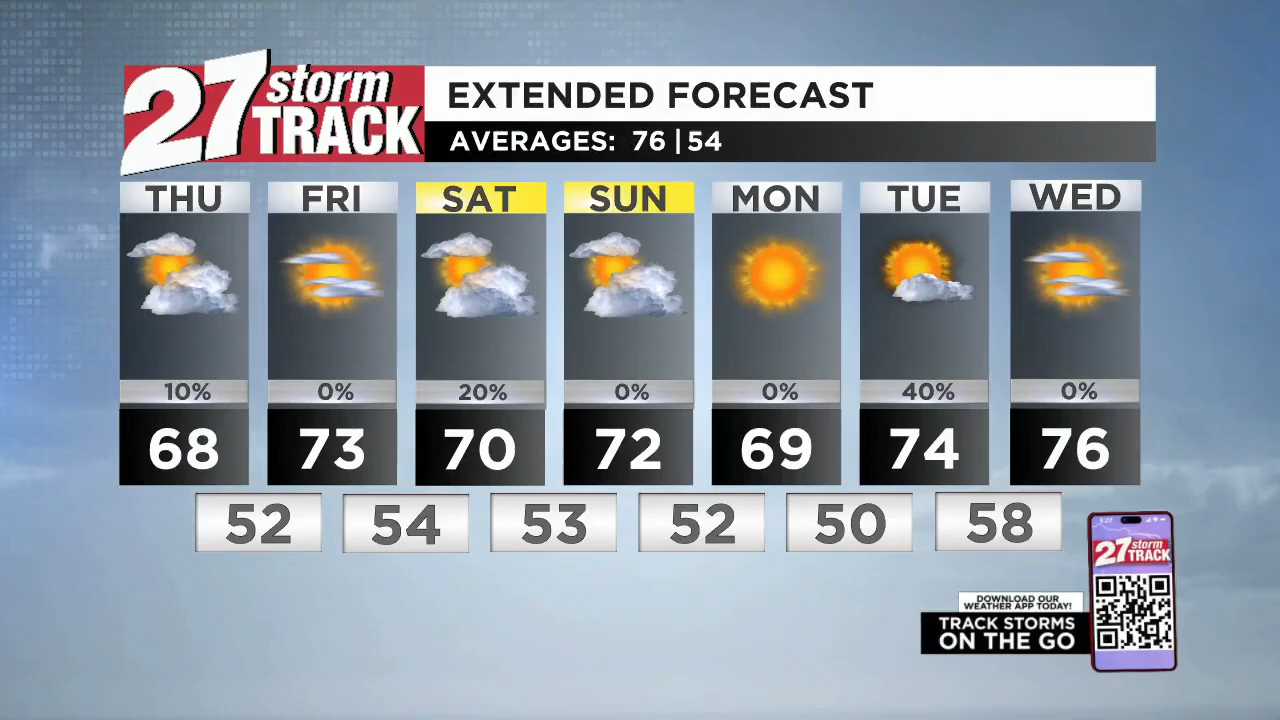 27 storm TRACK
EXTENDED FORECAST
AVERAGES: 76 | 54
THU FRI SAT SUN MON TUE WED
10% 0% 20% 0% 0% 40% 0%
68 73 70 72 69 74 76
52 54 53 52 50 58
9:27
27 storm TRACK
DOWNLOAD OUR
WEATHER APP TODAY!
TRACK STORMS
ON THE GO